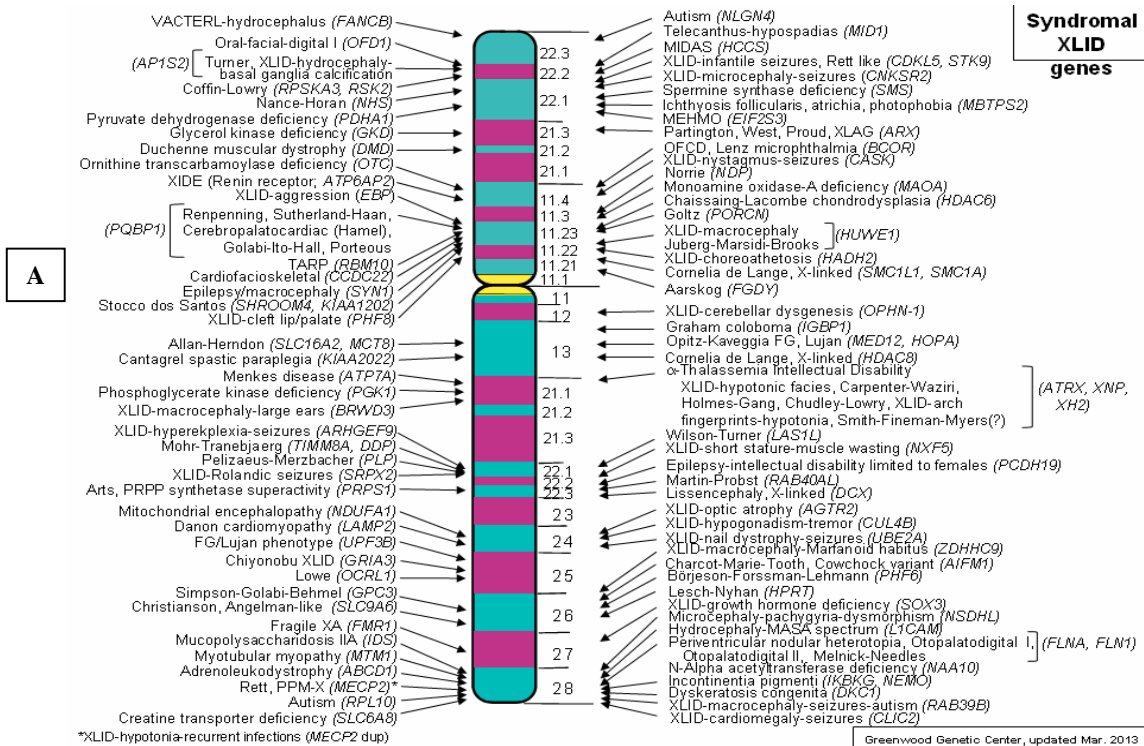 Syndromal
XLID
genes
A
VACTERL-hydrocephalus (FANCB)
Oral-facial-digital I (OFD1)
(AP1S2)
Turner, XLID-hydrocephaly-
basal ganglia calcification
Coffin-Lowry (RPSKA3, RSK2)
Nance-Horan (NHS)
Pyruvate dehydrogenase deficiency (PDHA1)
Glycerol kinase deficiency (GKD)
Duchenne muscular dystrophy (DMD)
Ornithine transcarbamoylase deficiency (OTC)
XIDE (Renin receptor; ATP6AP2)
XLID-aggression (EBP)
(PQBP1)
Renpenning, Sutherland-Haan,
Cerebropalatocardiac (Hamel),
Golabi-Ito-Hall, Porteous
TARP (RBM10)
Cardiofacioskeletal (CCDC22)
Epilepsy/macrocephaly (SYN1)
Stocco dos Santos (SHROOM4, KIAA1202)
XLID-cleft lip/palate (PHF8)
Allan-Herndon (SLC16A2, MCT8)
Cantagrel spastic paraplegia (KIAA2022)
Menkes disease (ATP7A)
Phosphoglycerate kinase deficiency (PGK1)
XLID-macrocephaly-large ears (BRWD3)
XLID-hyperekplexia-seizures (ARHGEF9)
Mohr-Tranebjaerg (TIMM8A, DDP)
Pelizaeus-Merzbacher (PLP)
XLID-Rolandic seizures (SRPX2)
Arts, PRPP synthetase superactivity (PRPS1)
Mitochondrial encephalopathy (NDUFA1)
Danon cardiomyopathy (LAMP2)
FG/Lujan phenotype (UPF3B)
Chiyonobu XLID (GRIA3)
Lowe (OCRL1)
Simpson-Golabi-Behmel (GPC3)
Christianson, Angelman-like (SLC9A6)
Fragile XA (FMR1)
Mucopolysaccharidosis IIA (IDS)
Myotubular myopathy (MTM1)
Adrenoleukodystrophy (ABCD1)
Rett, PPM-X (MECP2)*
Autism (RPL10)
Creatine transporter deficiency (SLC6A8)
*XLID-hypotonia-recurrent infections (MECP2 dup)
22.3
22.2
22.1
21.3
21.2
21.1
11.4
11.3
11.23
11.22
11.21
11.1
11
12
13
21.1
21.2
21.3
22.1
22.2
22.3
23
24
25
26
27
28
Autism (NLGN4)
Telecanthus-hypospadias (MID1)
MIDAS (HCCS)
XLID-infantile seizures, Rett like (CDKL5, STK9)
XLID-microcephaly-seizures (CNKSR2)
Spermine synthase deficiency (SMS)
Ichthyosis follicularis, atrichia, photophobia (MBTPS2)
MEHMO (EIF2S3)
Partington, West, Proud, XLAG (ARX)
OFCD, Lenz microphthalmia (BCOR)
XLID-nystagmus-seizures (CASK)
Norrie (NDP)
Monoamine oxidase-A deficiency (MAOA)
Chaissaing-Lacombe chondrodysplasia (HDAC6)
Goltz (PORCN)
XLID-macrocephaly
Juberg-Marsidi-Brooks
(HUWE1)
XLID-choreoathetosis (HADH2)
Cornelia de Lange, X-linked (SMC1L1, SMC1A)
Aarskog (FGDY)
XLID-cerebellar dysgenesis (OPHN-1)
Graham coloboma (IGBP1)
Opitz-Kaveggia FG, Lujan (MED12, HOPA)
Cornelia de Lange, X-linked (HDAC8)
α-Thalassemia Intellectual Disability
XLID-hypotonic facies, Carpenter-Waziri,
Holmes-Gang, Chudley-Lowry, XLID-arch
fingerprints-hypotonia, Smith-Fineman-Myers(?)
(ATRX, XNP,
XH2)
Wilson-Turner (LAS1L)
XLID-short stature-muscle wasting (NXF5)
Epilepsy-intellectual disability limited to females (PCDH19)
Martin-Probst (RAB40AL)
Lissencephaly, X-linked (DCX)
XLID-optic atrophy (AGTR2)
XLID-hypogonadism-tremor (CUL4B)
XLID-nail dystrophy-seizures (UBE2A)
XLID-macrocephaly-Marfanoid habitus (ZDHHC9)
Charcot-Marie-Tooth, Cowchock variant (AIFM1)
Börjeson-Forssman-Lehmann (PHF6)
Lesch-Nyhan (HPRT)
XLID-growth hormone deficiency (SOX3)
Microcephaly-pachygyria-dysmorphism (NSDHL)
Hydrocephaly-MASA spectrum (L1CAM)
Periventricular nodular heterotopia, Otopalatodigital I,
Otopalatodigital II, Melnick-Needles
(FLNA, FLN1)
N-Alpha acetyltransferase deficiency (NAA10)
Incontinentia pigmenti (IKBKG, NEMO)
Dyskeratosis congenita (DKC1)
XLID-macrocephaly-seizures-autism (RAB39B)
XLID-cardiomegaly-seizures (CLIC2)
Greenwood Genetic Center, updated Mar. 2013